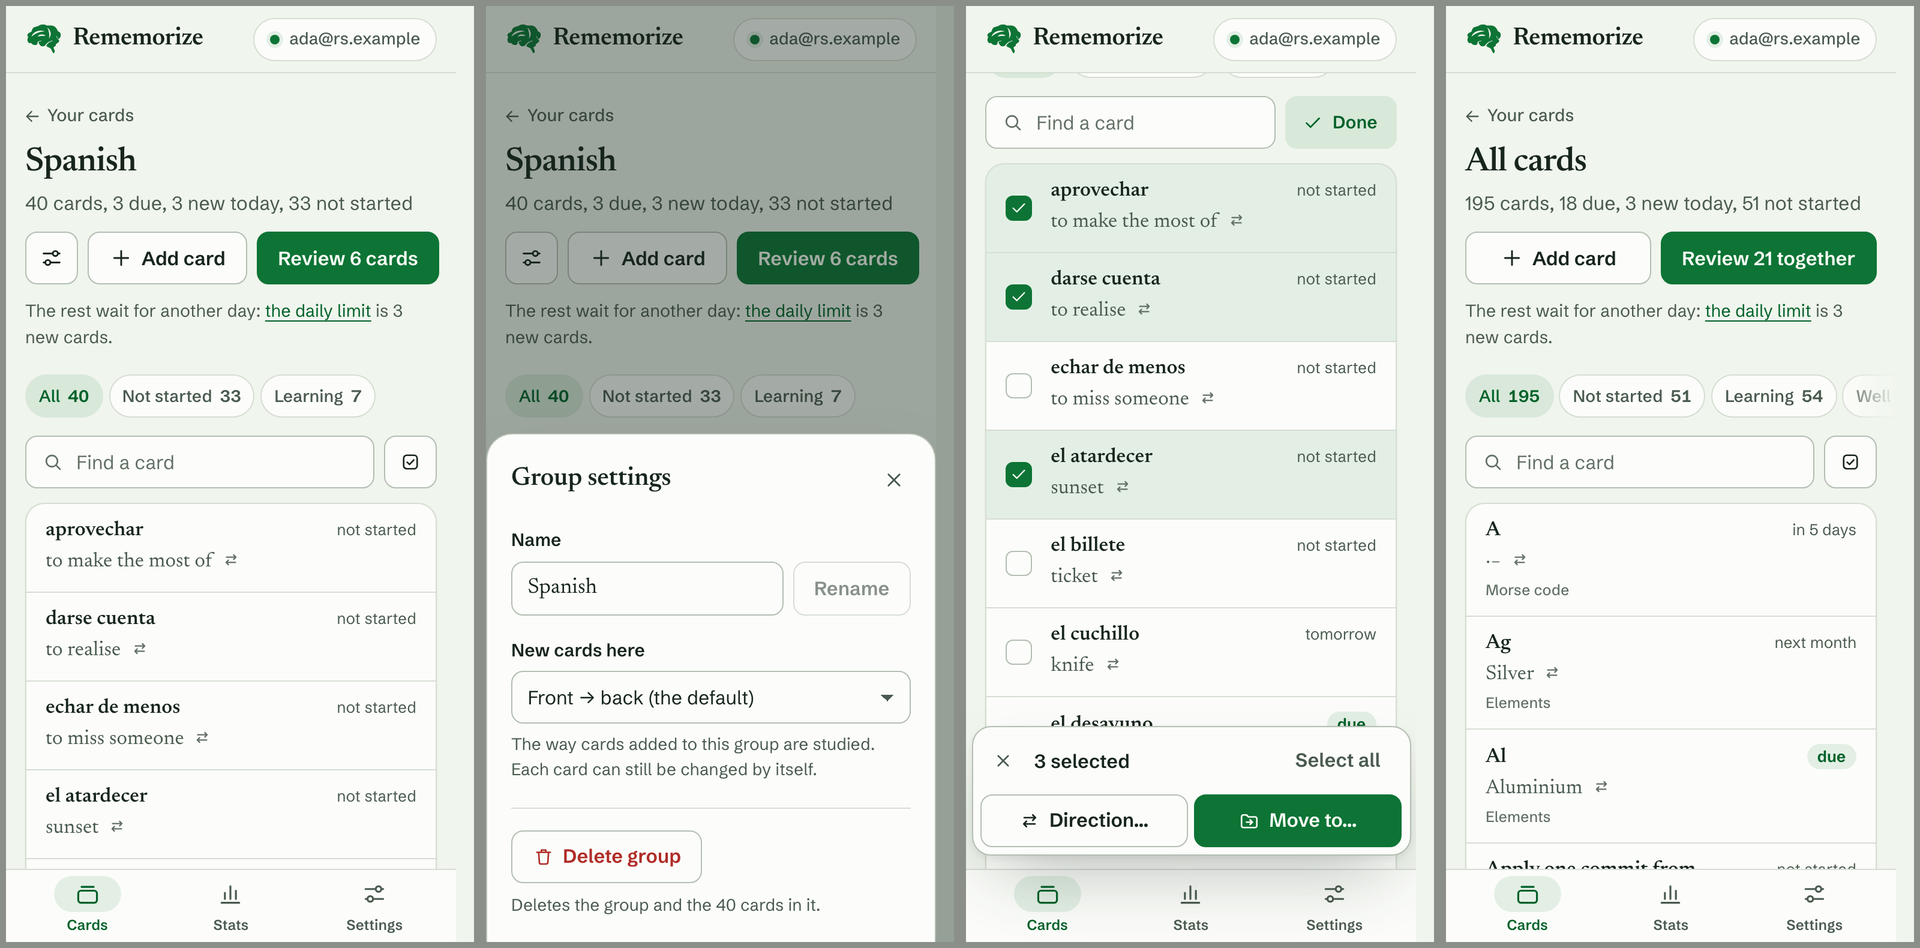 Rememorize
ada@rs.example
← Your cards
Spanish
40 cards, 3 due, 3 new today, 33 not started
+ Add card
Review 6 cards
The rest wait for another day: the daily limit is 3
new cards.
All 40
Not started 33
Learning 7
Find a card
aprovechar
not started
to make the most of ⇄
darse cuenta
not started
to realise ⇄
echar de menos
not started
to miss someone ⇄
el atardecer
not started
sunset ⇄
Cards
Stats
Settings
Rememorize
ada@rs.example
← Your cards
Spanish
40 cards, 3 due, 3 new today, 33 not started
+ Add card
Review 6 cards
The rest wait for another day: the daily limit is 3
new cards.
All 40
Not started 33
Learning 7
Group settings
Name
Spanish
Rename
New cards here
Front → back (the default)
The way cards added to this group are studied.
Each card can still be changed by itself.
Delete group
Deletes the group and the 40 cards in it.
Rememorize
ada@rs.example
Find a card
Done
aprovechar
not started
to make the most of ⇄
darse cuenta
not started
to realise ⇄
echar de menos
not started
to miss someone ⇄
el atardecer
not started
sunset ⇄
el billete
not started
ticket ⇄
el cuchillo
tomorrow
knife ⇄
el desayuno
due
3 selected
Select all
Direction...
Move to...
Cards
Stats
Settings
Rememorize
ada@rs.example
← Your cards
All cards
195 cards, 18 due, 3 new today, 51 not started
+ Add card
Review 21 together
The rest wait for another day: the daily limit is 3
new cards.
All 195
Not started 51
Learning 54
Well
Find a card
A
in 5 days
·− ⇄
Morse code
Ag
next month
Silver ⇄
Elements
Al
due
Aluminium ⇄
Elements
Apply one commit from
not started
Cards
Stats
Settings